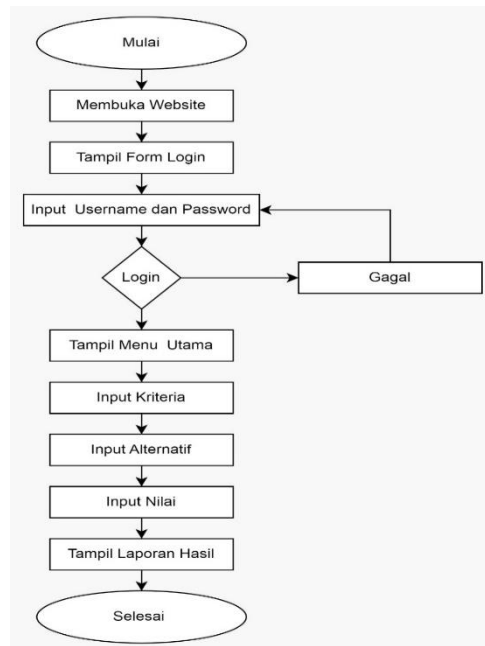 Mulai
Membuka Website
Tampil Form Login
Input Username dan Password
Login
Gagal
Tampil Menu Utama
Input Kriteria
Input Alternatif
Input Nilai
Tampil Laporan Hasil
Selesai